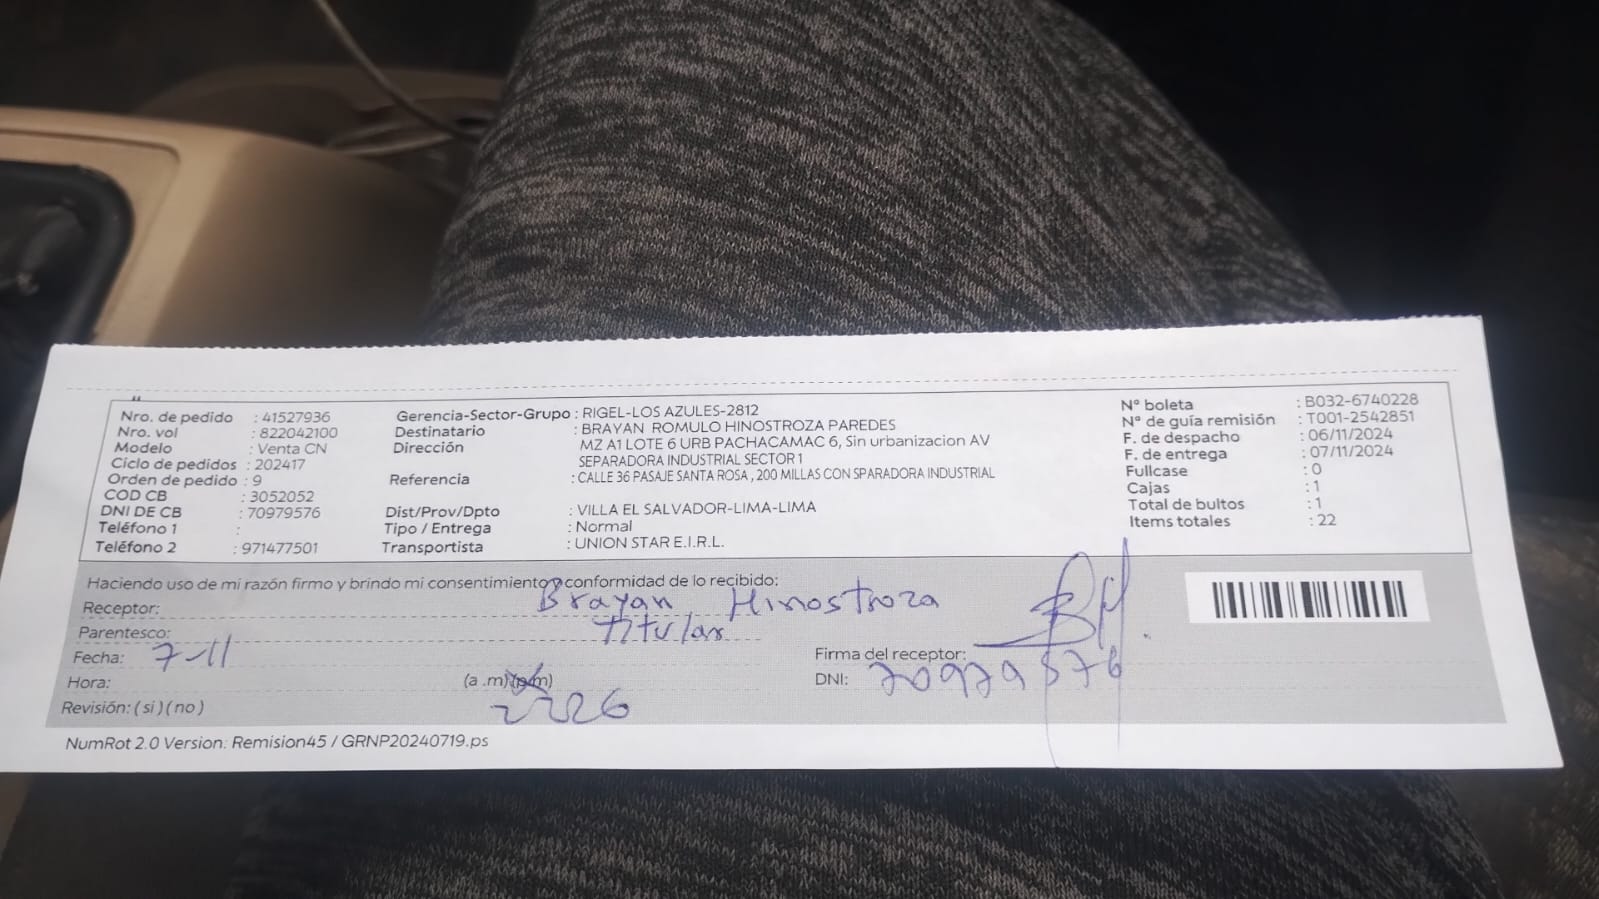 Nro. de pedido : 41527936
Nro. vol : 822042100
Modelo : Venta CN
Ciclo de pedidos : 202417
Orden de pedido : 9
COD CB : 3052052
DNI DE CB : 70979576
Teléfono 1 :
Teléfono 2 : 971477501
Gerencia-Sector-Grupo : RIGEL-LOS AZULES-2812
Destinatario : BRAYAN ROMULO HINOSTROZA PAREDES
Dirección MZ A1 LOTE 6 URB PACHACAMAC 6, Sin urbanizacion AV
SEPARADORA INDUSTRIAL SECTOR 1
Referencia : CALLE 36 PASAJE SANTA ROSA , 200 MILLAS CON SPARADORA INDUSTRIAL
Dist/Prov/Dpto : VILLA EL SALVADOR-LIMA-LIMA
Tipo / Entrega : Normal
Transportista : UNION STAR E.I.R.L.
N° boleta : B032-6740228
N° de guía remisión : T001-2542851
F. de despacho : 06/11/2024
F. de entrega : 07/11/2024
Fullcase : 0
Cajas : 1
Total de bultos : 1
Items totales : 22
Haciendo uso de mi razón firmo y brindo mi consentimiento y conformidad de lo recibido:
Receptor: Brayan Hinostroza
Parentesco: Titular
Fecha: 7-11
Firma del receptor:
Hora: (a .m)(p.m)
DNI: 70979576
Revisión: ( si ) ( no )
2226
NumRot 2.0 Version: Remision45 / GRNP20240719.ps